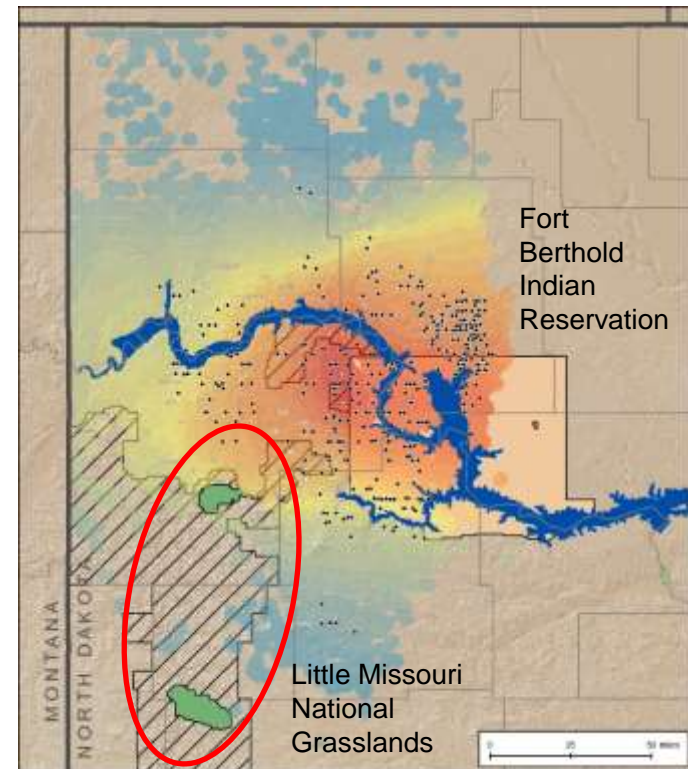 Fort
Berthold
Indian
Reservation
MONTANA
NORTH DAKOTA
Little Missouri
National
Grasslands
0 25 50 miles